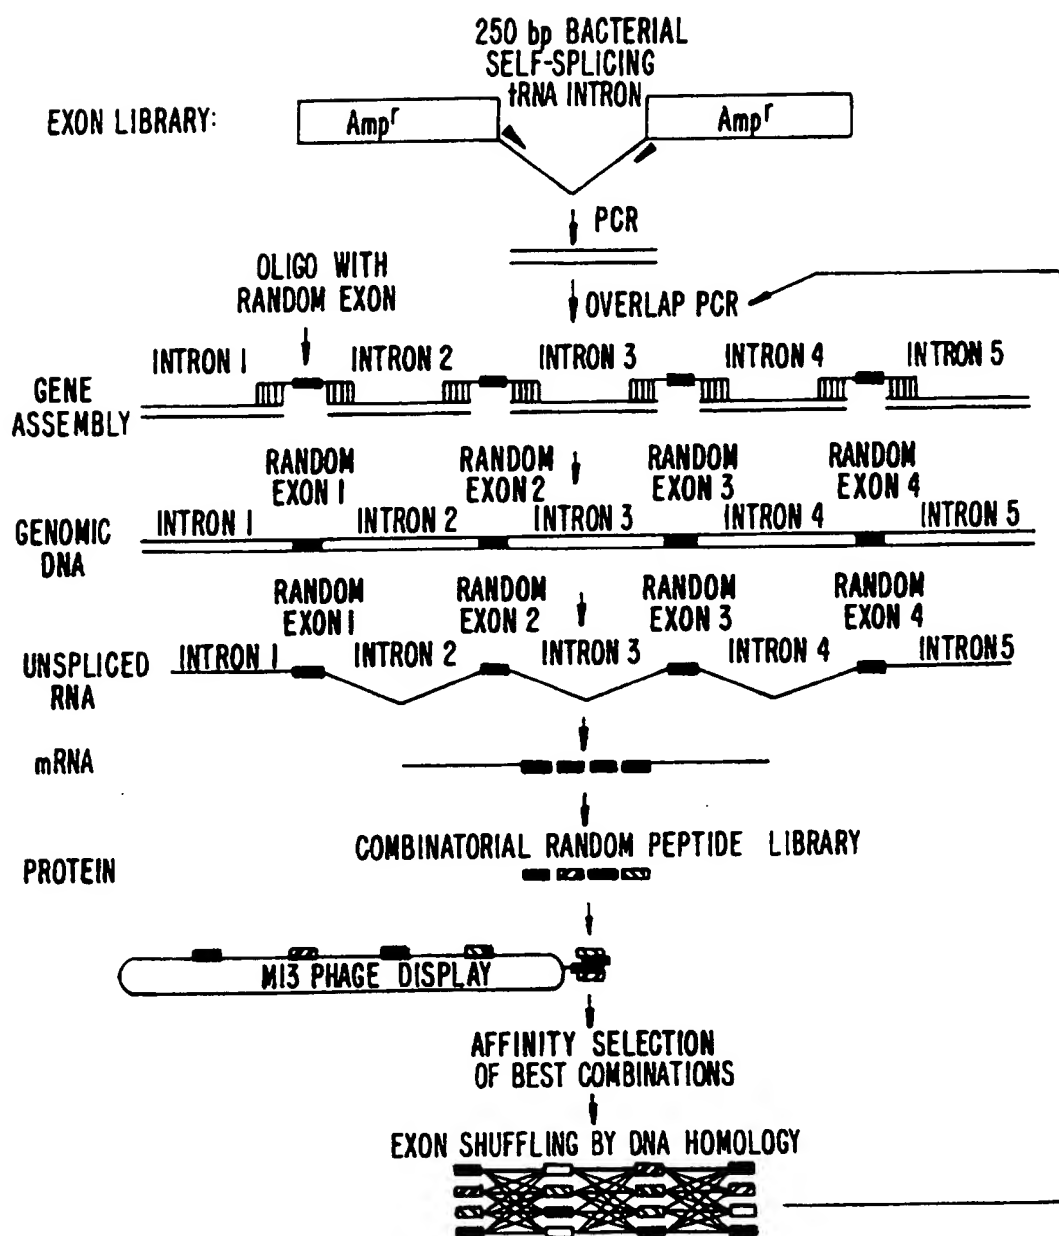 250 bp BACTERIAL
SELF-SPLICING
tRNA INTRON
EXON LIBRARY:
Ampʳ
Ampʳ
PCR
OLIGO WITH
RANDOM EXON
OVERLAP PCR
INTRON 1
INTRON 2
INTRON 3
INTRON 4
INTRON 5
GENE
ASSEMBLY
RANDOM
EXON 1
RANDOM
EXON 2
RANDOM
EXON 3
RANDOM
EXON 4
GENOMIC
DNA
INTRON 1
INTRON 2
INTRON 3
INTRON 4
INTRON 5
RANDOM
EXON 1
RANDOM
EXON 2
RANDOM
EXON 3
RANDOM
EXON 4
UNSPLICED
RNA
INTRON 1
INTRON 2
INTRON 3
INTRON 4
INTRON 5
mRNA
COMBINATORIAL RANDOM PEPTIDE LIBRARY
PROTEIN
M13 PHAGE DISPLAY
AFFINITY SELECTION
OF BEST COMBINATIONS
EXON SHUFFLING BY DNA HOMOLOGY